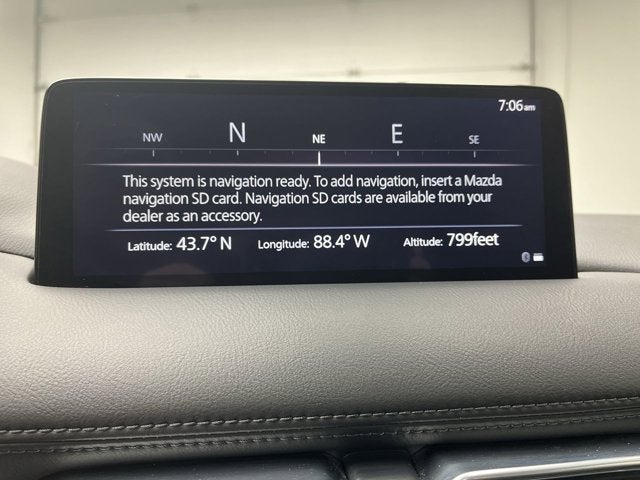 7:06am
NW N NE E SE
This system is navigation ready. To add navigation, insert a Mazda
navigation SD card. Navigation SD cards are available from your
dealer as an accessory.
Latitude: 43.7° N Longitude: 88.4° W Altitude: 799feet